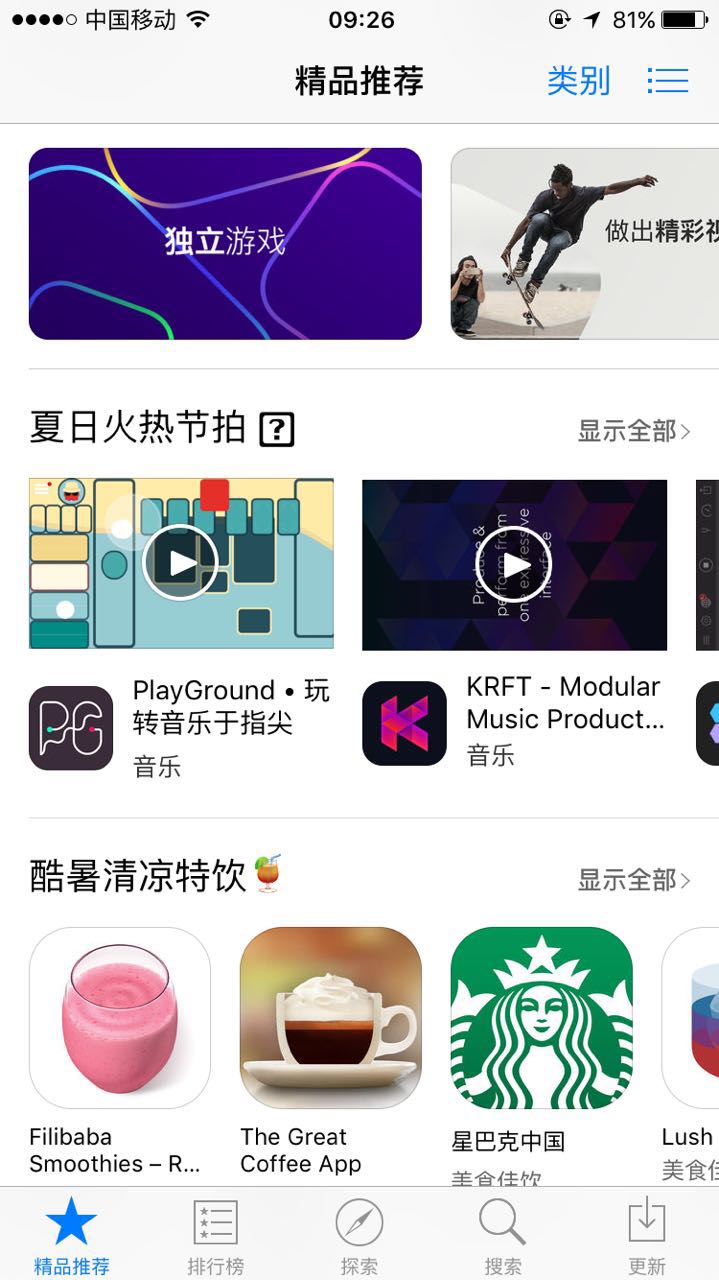 中国移动
09:26
81%
精品推荐
类别
独立游戏
做出精彩
夏日火热节拍 ?
显示全部
Produce &
perform from
one expressive
interface
PlayGround • 玩
转音乐于指尖
音乐
KRFT - Modular
Music Product...
音乐
酷暑清凉特饮🍹
显示全部
Filibaba
Smoothies – R...
The Great
Coffee App
星巴克中国
美食佳饮
Lush
美食佳
精品推荐
排行榜
探索
搜索
更新